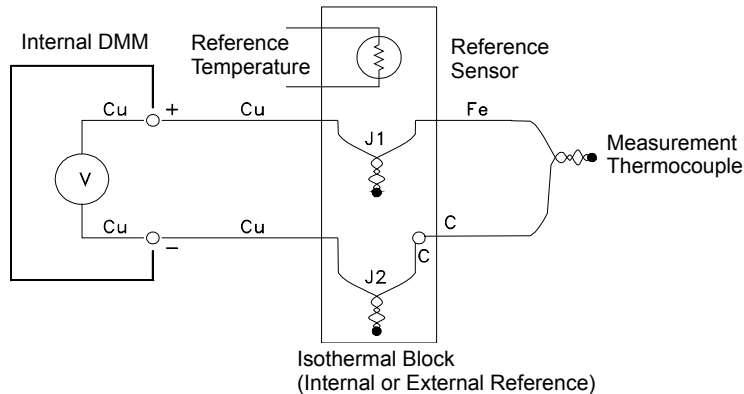 Internal DMM
Reference
Temperature
Reference
Sensor
Cu
+
Cu
Fe
J1
Measurement
Thermocouple
V
Cu
–
Cu
C
C
J2
Isothermal Block
(Internal or External Reference)